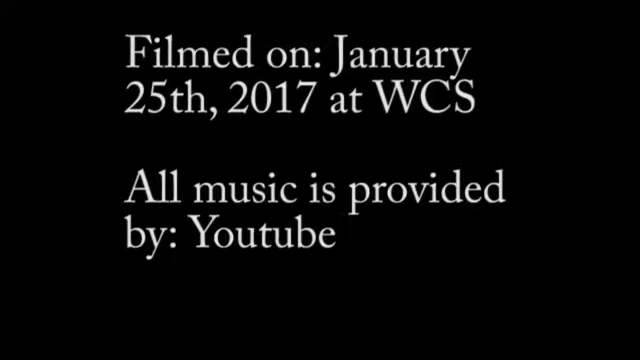 Filmed on: January
25th, 2017 at WCS
All music is provided
by: Youtube